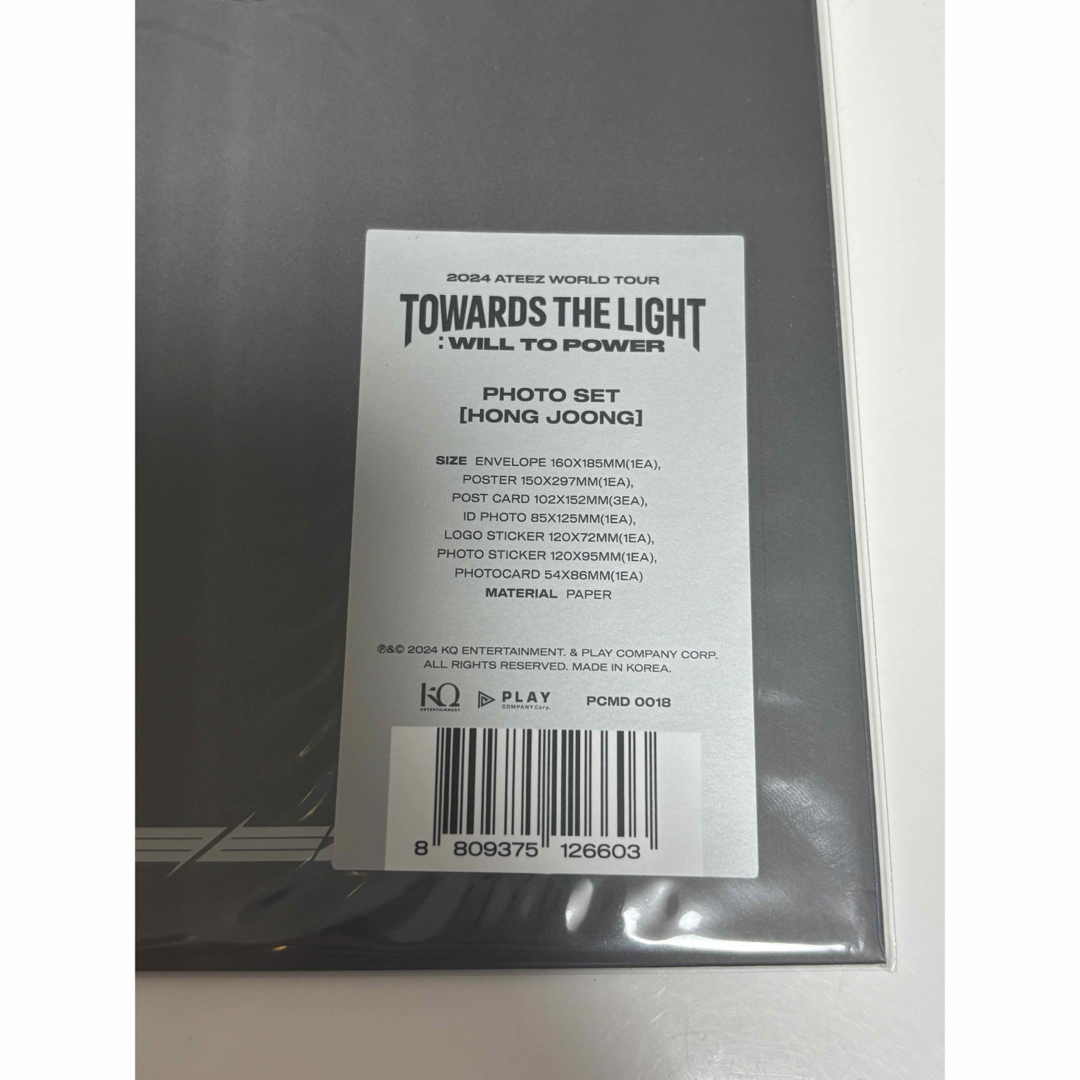 2024 ATEEZ WORLD TOUR
TOWARDS THE LIGHT
: WILL TO POWER
PHOTO SET
[HONG JOONG]
SIZE ENVELOPE 160X185MM(1EA),
POSTER 150X297MM(1EA),
POST CARD 102X152MM(3EA),
ID PHOTO 85X125MM(1EA),
LOGO STICKER 120X72MM(1EA),
PHOTO STICKER 120X95MM(1EA),
PHOTOCARD 54X86MM(1EA)
MATERIAL PAPER
℗&© 2024 KQ ENTERTAINMENT. & PLAY COMPANY CORP.
ALL RIGHTS RESERVED. MADE IN KOREA.
KQ ENTERTAINMENT PLAY COMPANY Corp. PCMD 0018
8 809375 126603